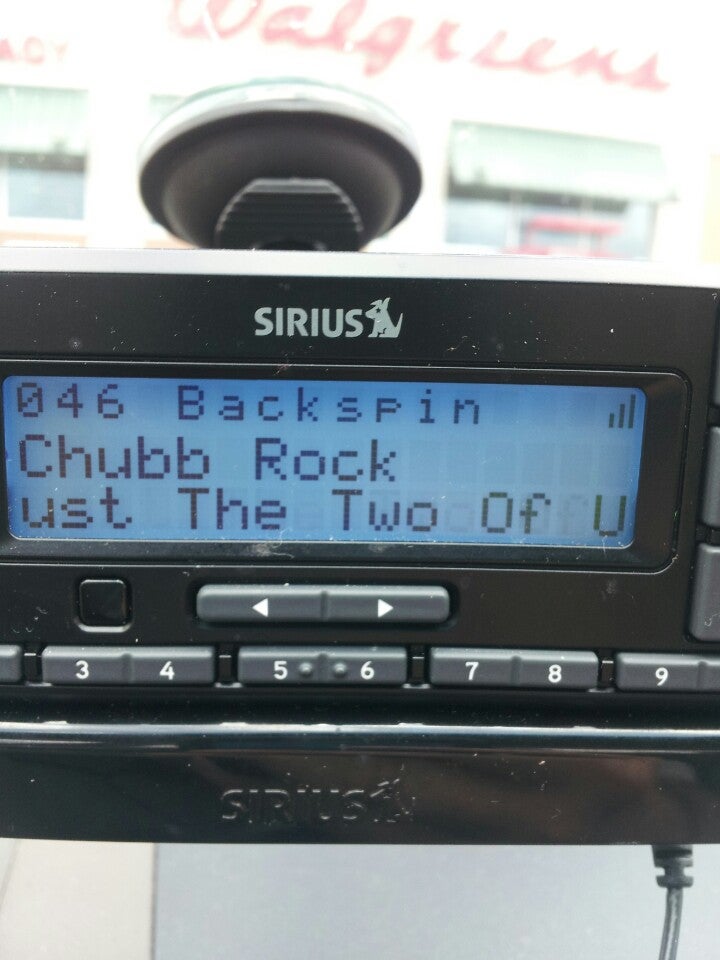 Walgreens
SIRIUS
046 Backspin
Chubb Rock
ust The Two Of U
3 4 5 6 7 8 9
SIRIUS